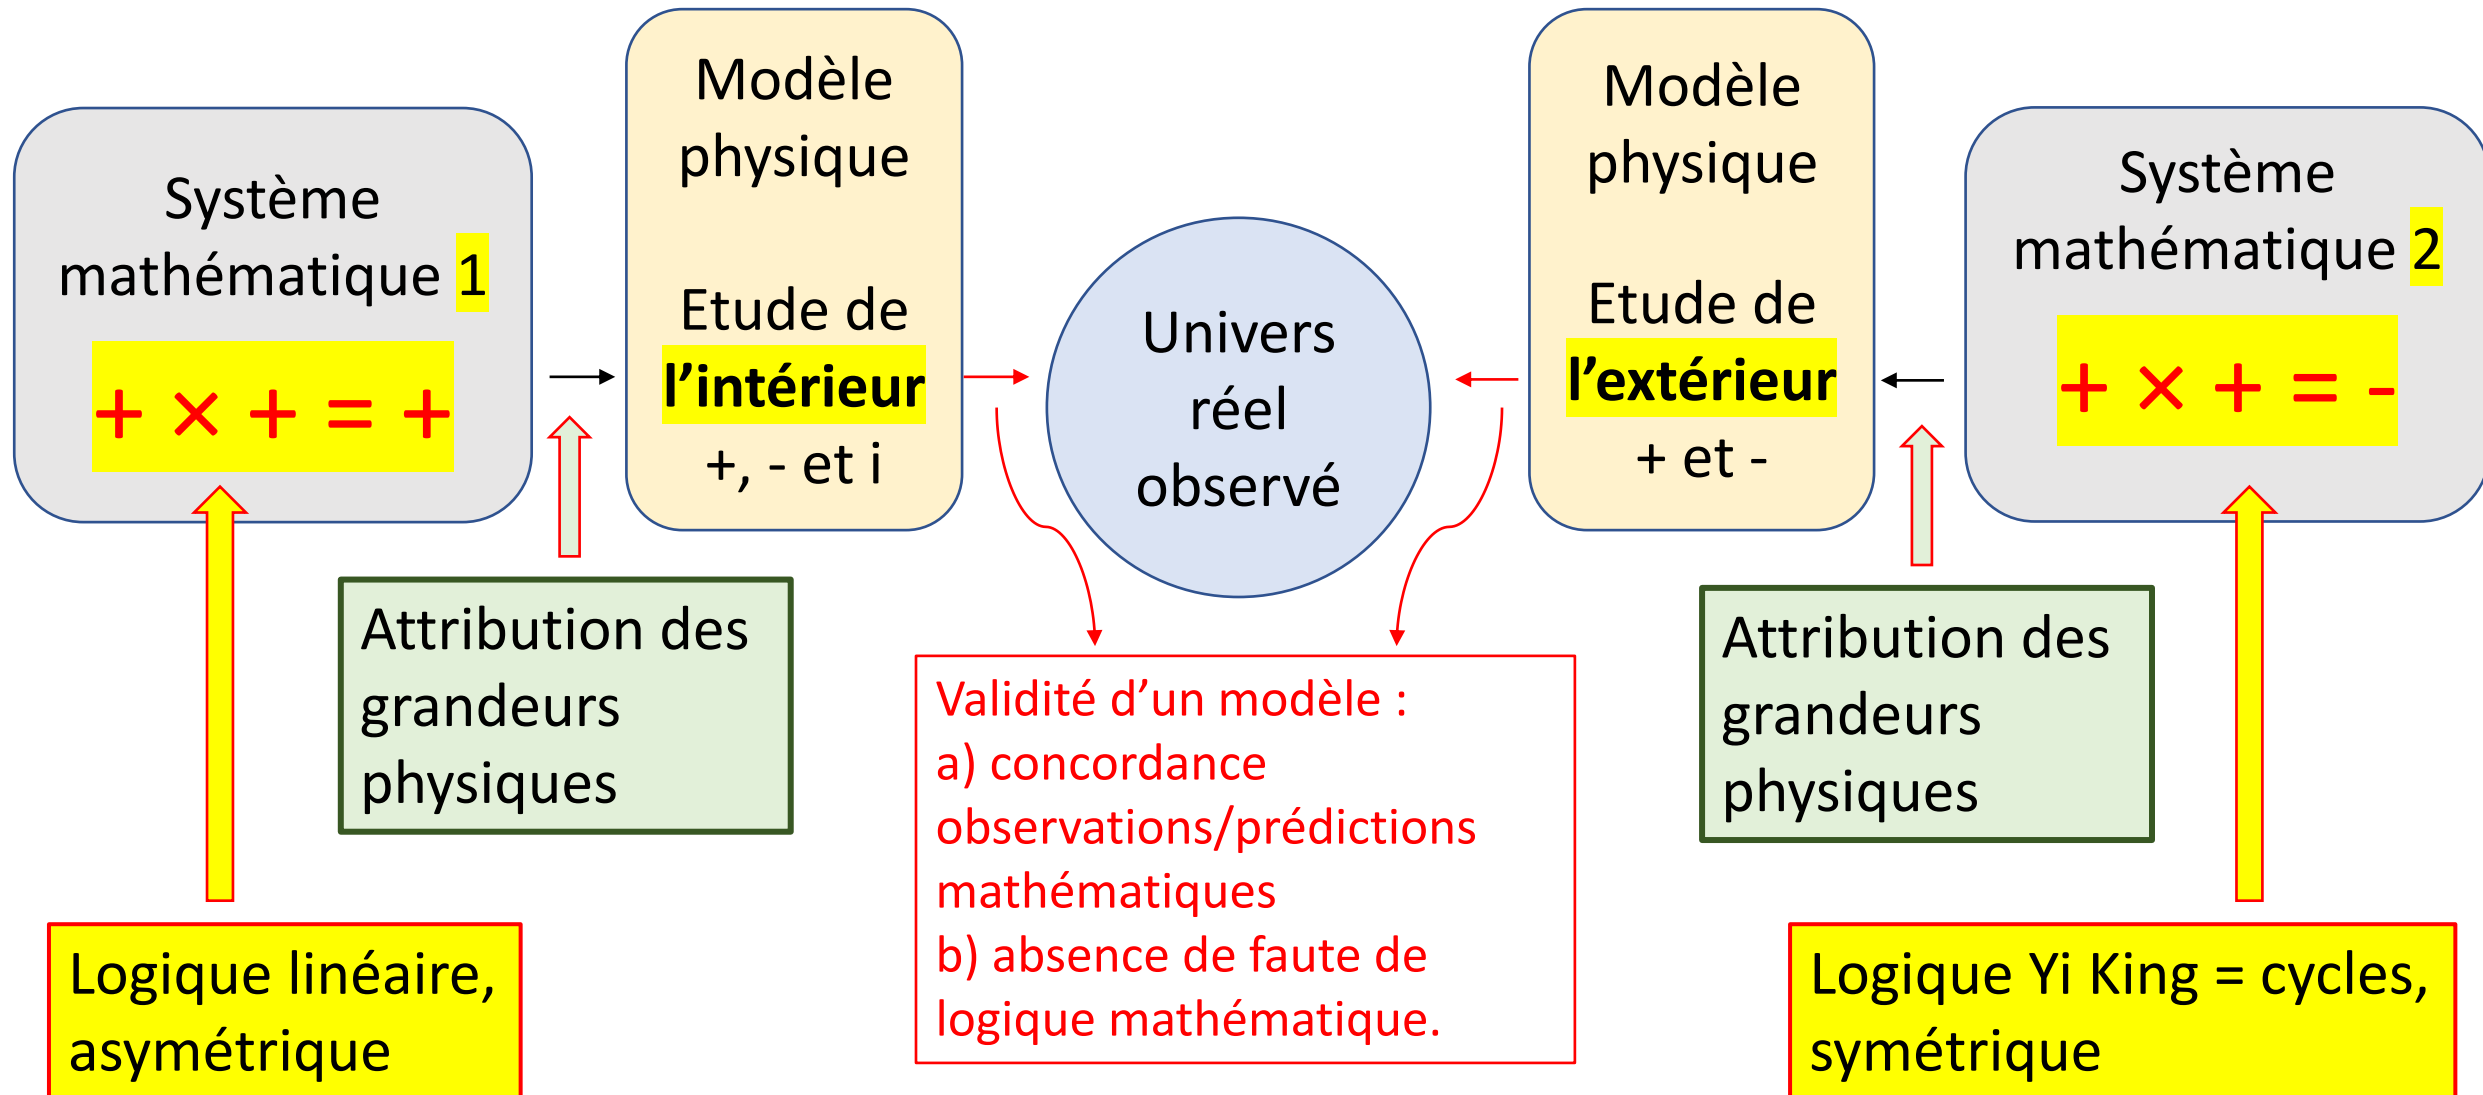 Système
mathématique 1
+ × + = +
Modèle
physique
Etude de
l’intérieur
+, - et i
Univers
réel
observé
Modèle
physique
Etude de
l’extérieur
+ et -
Système
mathématique 2
+ × + = -
Attribution des
grandeurs
physiques
Validité d’un modèle :
a) concordance
observations/prédictions
mathématiques
b) absence de faute de
logique mathématique.
Attribution des
grandeurs
physiques
Logique linéaire,
asymétrique
Logique Yi King = cycles,
symétrique